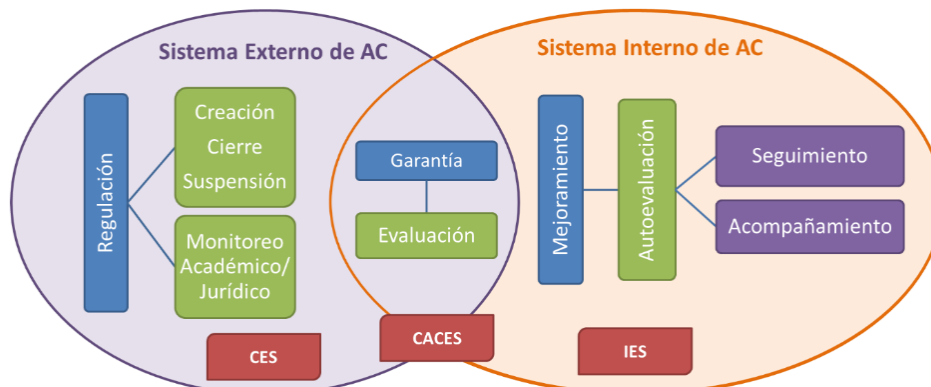 Sistema Externo de AC
Sistema Interno de AC
Regulación
Creación
Cierre
Suspensión
Monitoreo
Académico/
Jurídico
Garantía
Evaluación
Mejoramiento
Autoevaluación
Seguimiento
Acompañamiento
CES
CACES
IES